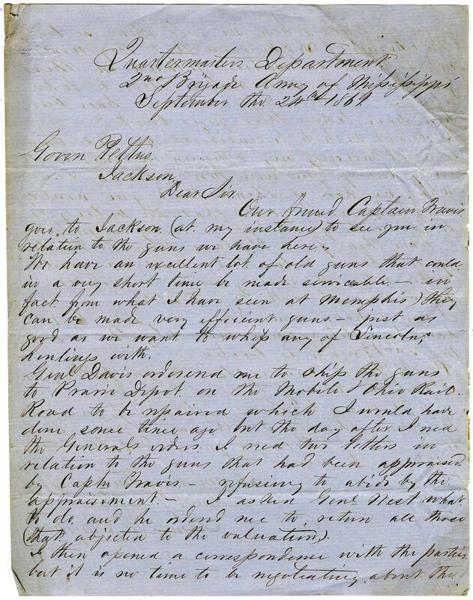 Quartermasters Department
2nd Brigade Army of Mississippi
September the 24th 1861
Govn Pettus
Jackson
Dear Sir
Our friend Captain Travis
goes to Jackson (at my instance) to see you in
relation to the guns we have here,
We have an excellent lot of old guns that could
in a very short time be made servicable - in
fact from what I have seen at Memphis) they
can be made very efficient guns - just as
good as we want to whip any of Lincolns
hirelings with.
Genl Davis ordered me to ship the guns
to Prairie Depot on the Mobile & Ohio Rail
Road to be repaired which I would have
done some time ago but the day after I recd
the Generals orders I recd two letters in
relation to the guns that had been appraised
by Captn Travis - refusing to abide by the
appraisement - I asked Genl West what
to do and he ordered me to return all those
(that objected to the valuation).
I then opened a correspondence with the parties
but it is no time to be negotiating about the